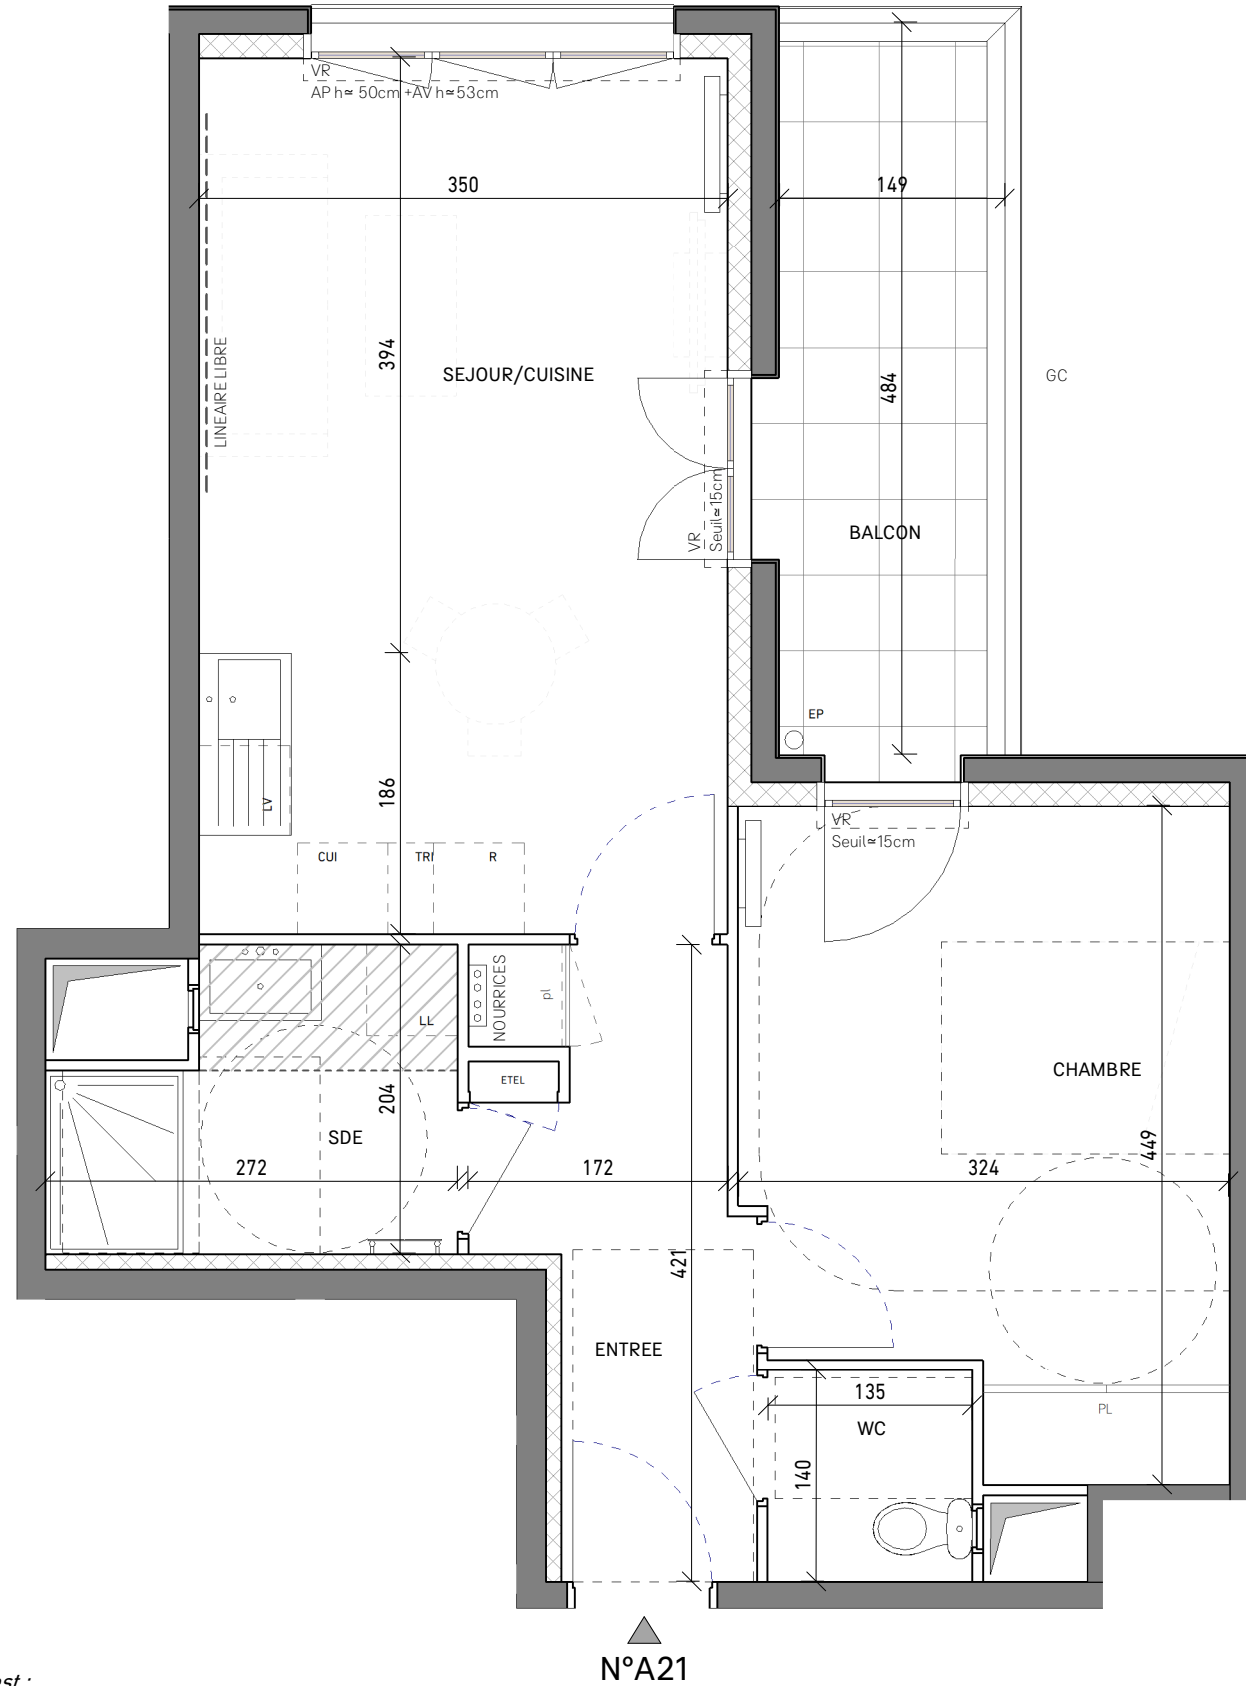 VR
AP h≃ 50cm +AV h≃53cm
350
149
LINEAIRE LIBRE
394
SEJOUR/CUISINE
484
GC
VR
Seuil≃15cm
BALCON
EP
186
LV
CUI
TRI
R
VR
Seuil≃15cm
NOURRICES
pl
LL
ETEL
CHAMBRE
204
SDE
449
272
172
324
421
ENTREE
135
PL
WC
140
N°A21
est :